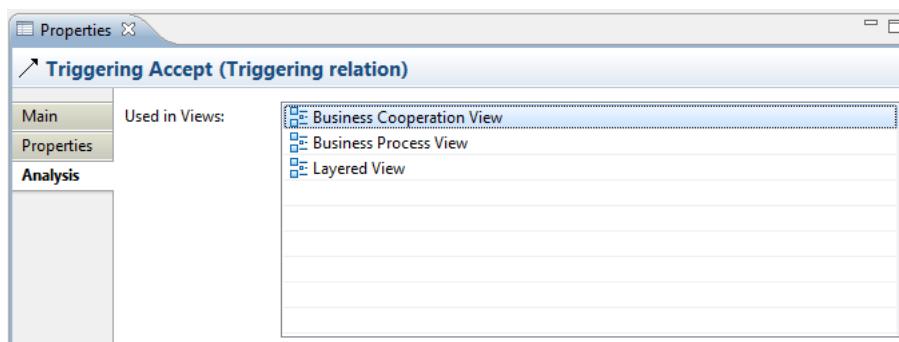 Properties
Triggering Accept (Triggering relation)
Main
Used in Views:
Business Cooperation View
Properties
Business Process View
Analysis
Layered View